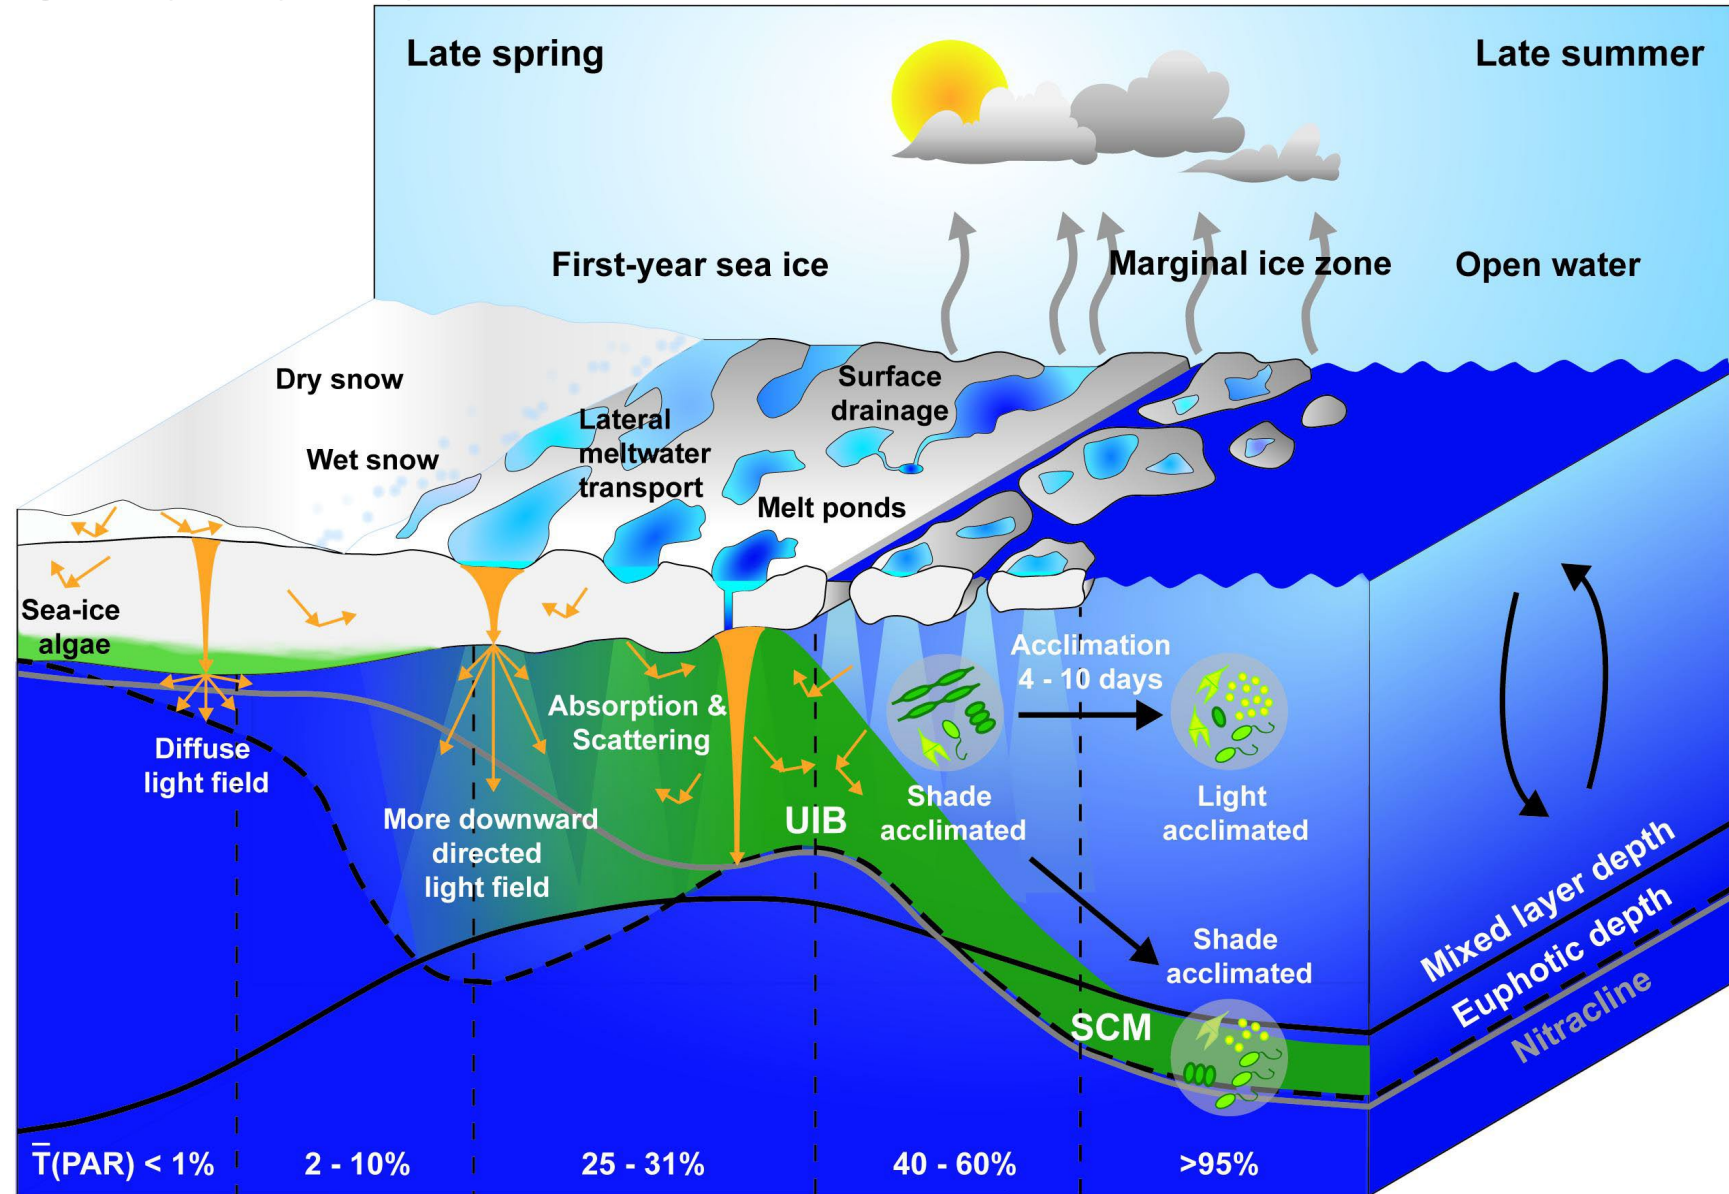 Late spring
Late summer
First-year sea ice
Marginal ice zone
Open water
Dry snow
Surface
drainage
Lateral
meltwater
transport
Wet snow
Melt ponds
Sea-ice
algae
Acclimation
4 - 10 days
Absorption &
Scattering
Diffuse
light field
More downward
directed
light field
UIB
Shade
acclimated
Light
acclimated
Shade
acclimated
SCM
Mixed layer depth
Euphotic depth
Nitracline
T̅(PAR) < 1%
2 - 10%
25 - 31%
40 - 60%
>95%